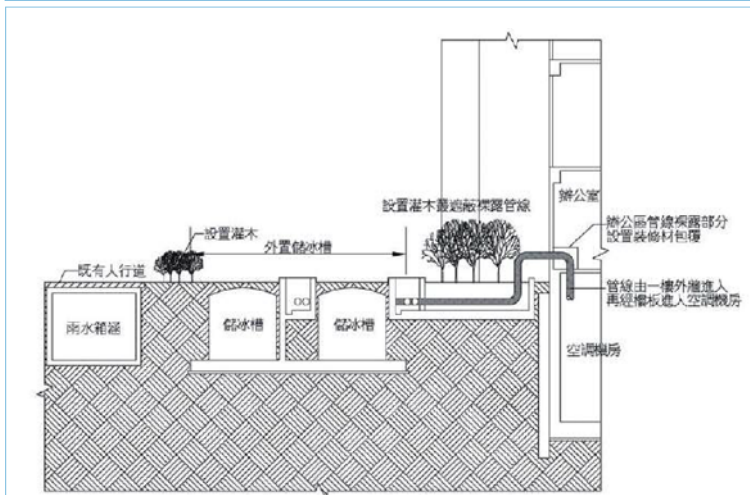 設置灌木叢遮蔽裸露管線
辦公室
設置灌木
外置儲冰槽
辦公區管線裸露部分
設置裝修材包覆
既有人行道
管線由一樓外牆進入
再經樓板進入空調機房
雨水箱涵
儲冰槽
儲冰槽
空調機房